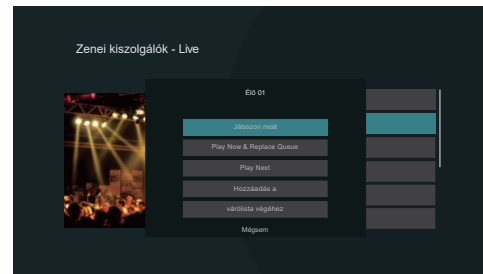 Zenei kiszolgálók - Live
Élő 01
Játsszon most
Play Now & Replace Queue
Play Next
Hozzáadás a
várólista végéhez
Mégsem